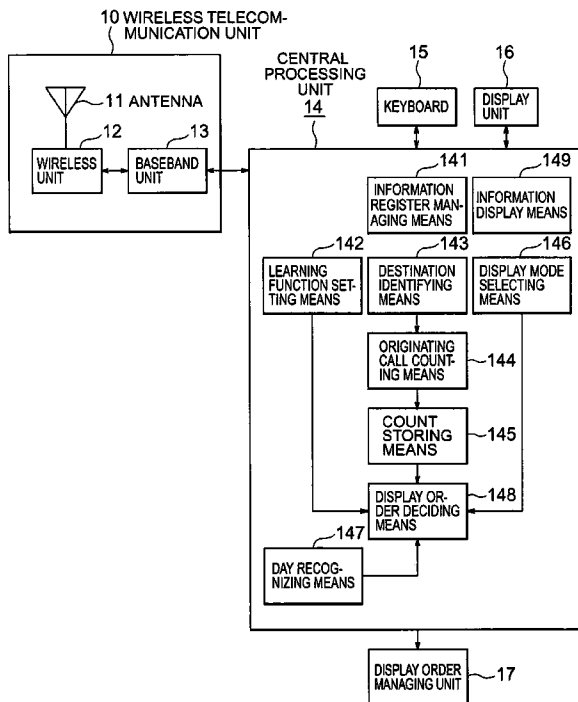 10 WIRELESS TELECOM-
MUNICATION UNIT
11 ANTENNA
12
13
WIRELESS
UNIT
BASEBAND
UNIT
CENTRAL
PROCESSING
UNIT
14
15
KEYBOARD
16
DISPLAY
UNIT
141
INFORMATION
REGISTER MAN-
AGING MEANS
149
INFORMATION
DISPLAY MEANS
142
LEARNING
FUNCTION SET-
TING MEANS
143
DESTINATION
IDENTIFYING
MEANS
146
DISPLAY MODE
SELECTING
MEANS
ORIGINATING
CALL COUNT-
ING MEANS
144
COUNT
STORING
MEANS
145
DISPLAY OR-
DER DECIDING
MEANS
148
147
DAY RECOG-
NIZING MEANS
DISPLAY ORDER
MANAGING UNIT
17